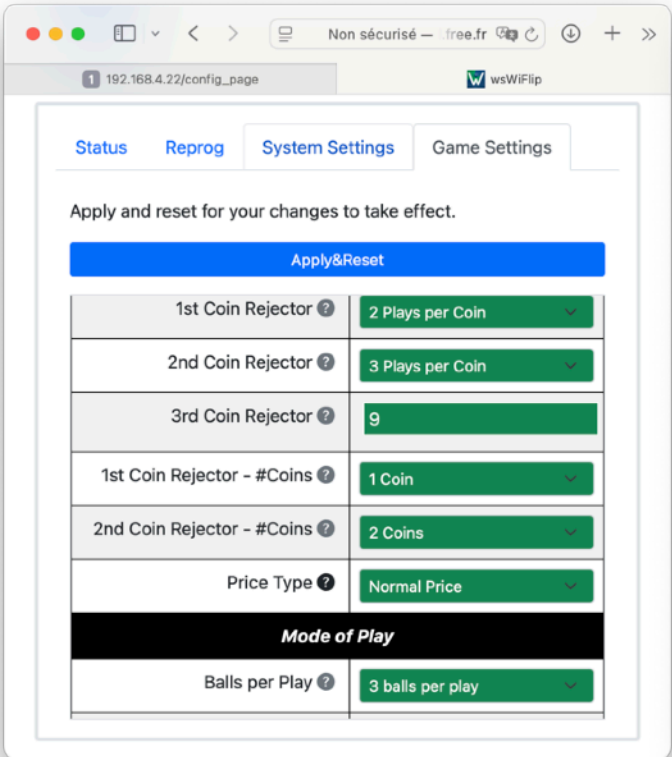 Non sécurisé — free.fr
1 192.168.4.22/config_page
wsWiFlip
Status Reprog System Settings Game Settings
Apply and reset for your changes to take effect.
Apply&Reset
1st Coin Rejector ? 2 Plays per Coin
2nd Coin Rejector ? 3 Plays per Coin
3rd Coin Rejector ? 9
1st Coin Rejector - #Coins ? 1 Coin
2nd Coin Rejector - #Coins ? 2 Coins
Price Type ? Normal Price
Mode of Play
Balls per Play ? 3 balls per play